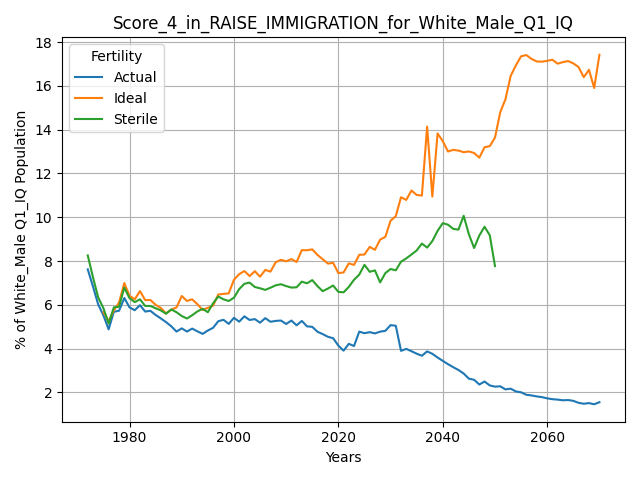 Score_4_in_RAISE_IMMIGRATION_for_White_Male_Q1_IQ
Fertility
Actual
Ideal
Sterile
% of White_Male Q1_IQ Population
18
16
14
12
10
8
6
4
2
1980
2000
2020
2040
2060
Years